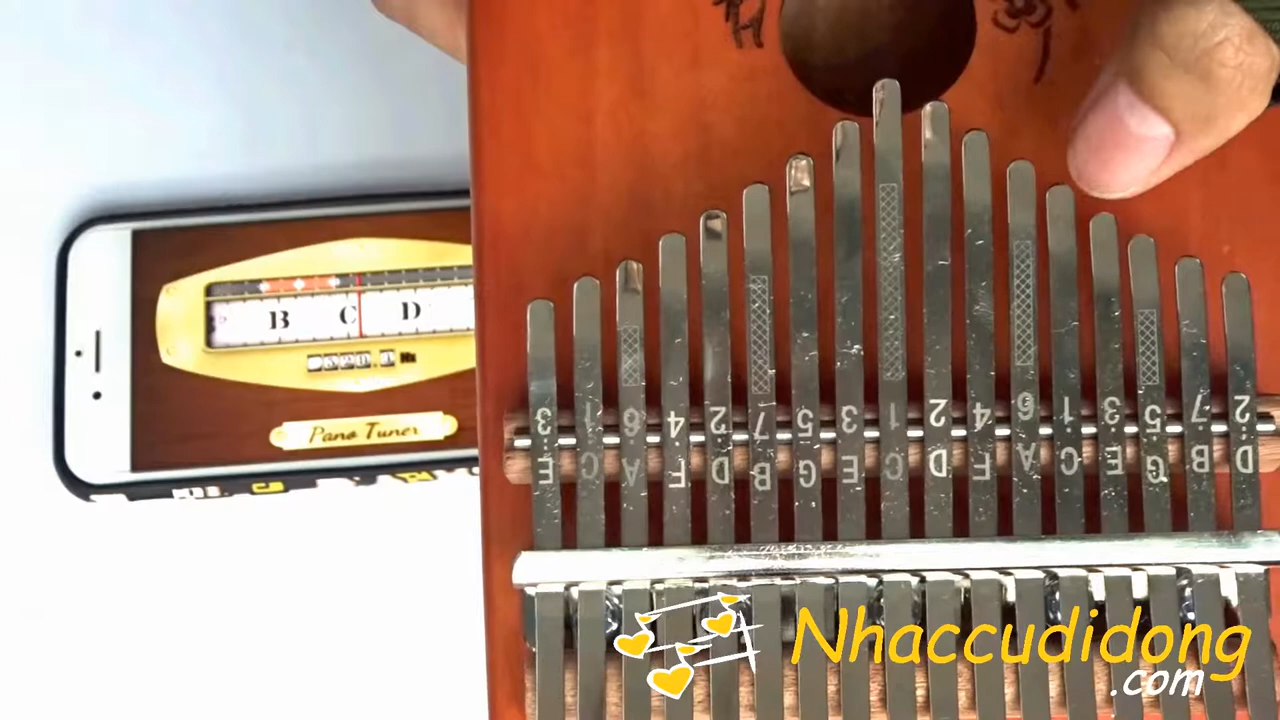 B C D
Hz
Pano Tuner
3 1 6 4 2 7 5 3 1 2 4 6 1 3 5 7 2
E C A F D B G E C D F A C E G B D
Nhaccudidong
.com